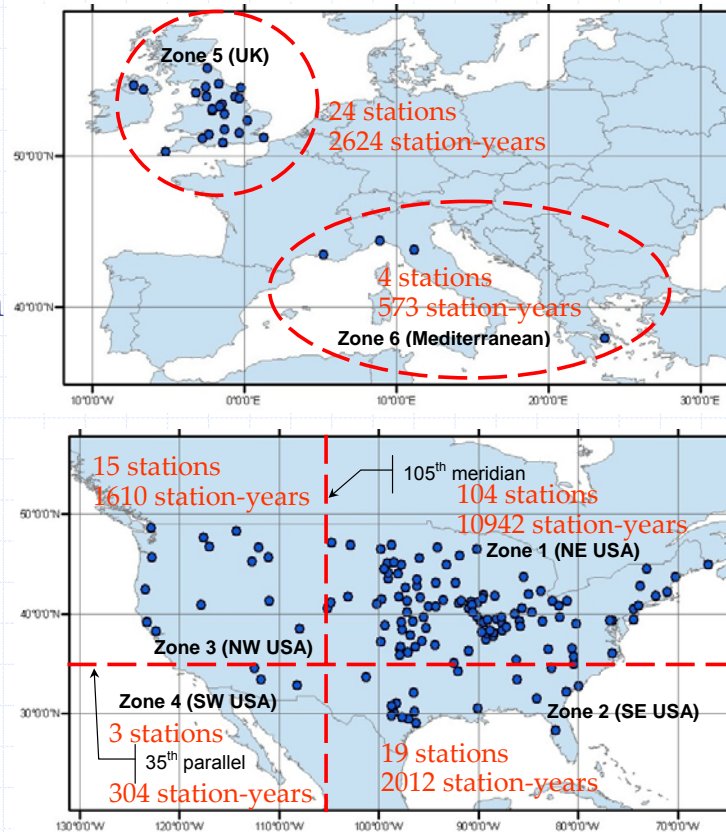 Zone 5 (UK)
24 stations
2624 station-years
50°0'0"N
4 stations
573 station-years
40°0'0"N
Zone 6 (Mediterranean)
10°0'0"W
0°0'0"E
10°0'0"E
20°0'0"E
30°0'0"E
15 stations
1610 station-years
105th meridian
104 stations
10942 station-years
50°0'0"N
Zone 1 (NE USA)
40°0'0"N
Zone 3 (NW USA)
Zone 4 (SW USA)
30°0'0"N
Zone 2 (SE USA)
3 stations
35th parallel
304 station-years
19 stations
2012 station-years
130°0'0"W
120°0'0"W
110°0'0"W
100°0'0"W
90°0'0"W
80°0'0"W
70°0'0"W